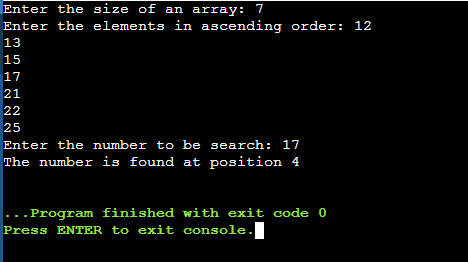 Enter the size of an array: 7
Enter the elements in ascending order: 12
13
15
17
21
22
25
Enter the number to be search: 17
The number is found at position 4
...Program finished with exit code 0
Press ENTER to exit console.